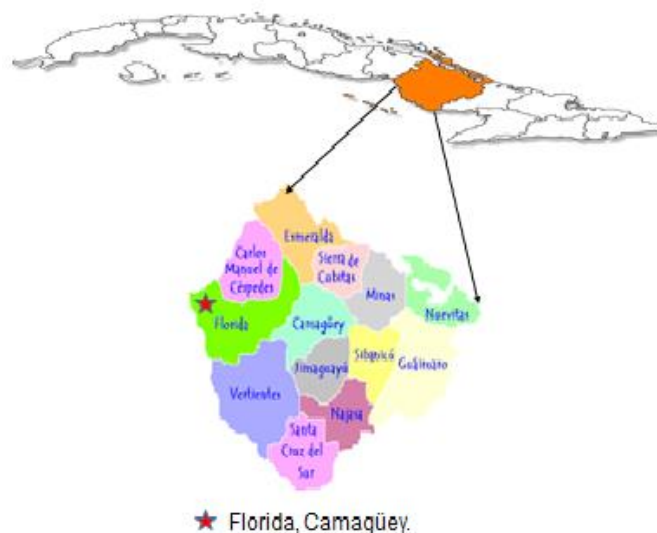 Esmeralda
Carlos
Manuel de
Céspedes
Sierra de
Cubitas
Minas
Nuevitas
Florida
Camagüey
Sibanicú
Guáimaro
Jimaguayú
Vertientes
Najasa
Santa
Cruz del
Sur
Florida, Camagüey.